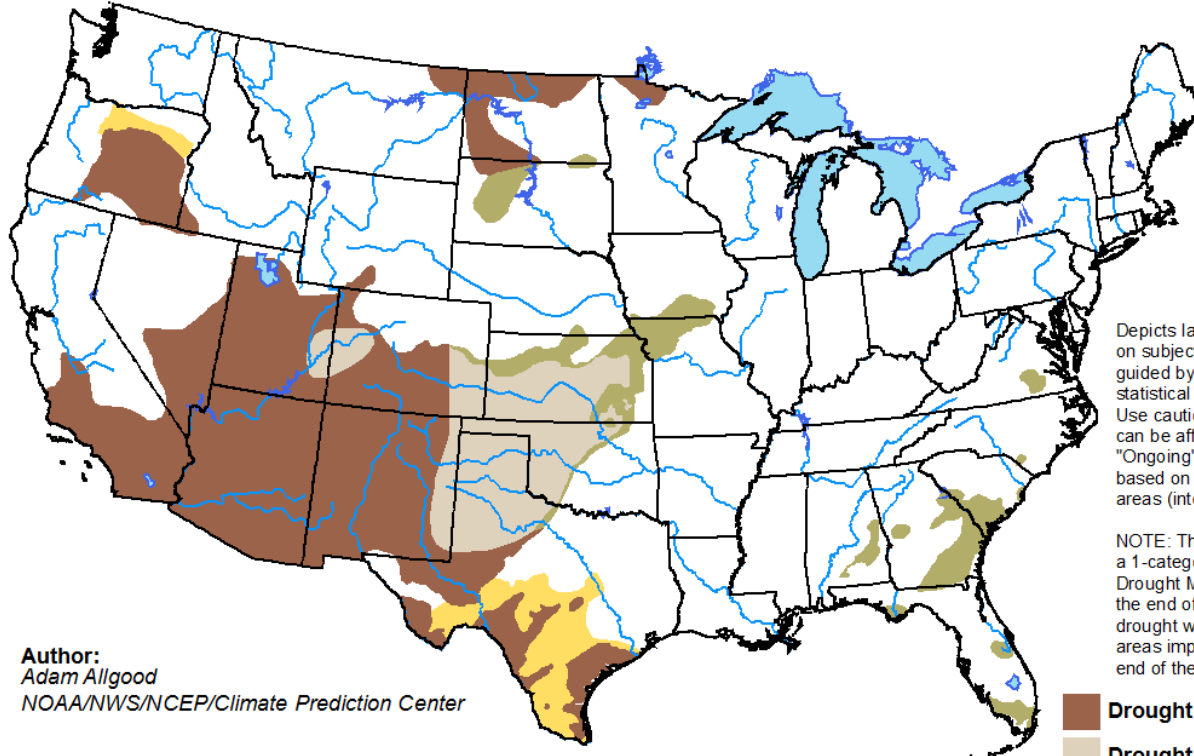 Depicts la
on subjec
guided by
statistical
Use cauti
can be aff
"Ongoing"
based on
areas (int
NOTE: Th
a 1-catego
Drought M
the end of
drought w
areas imp
end of the
Author:
Adam Allgood
NOAA/NWS/NCEP/Climate Prediction Center
Drought
Drought